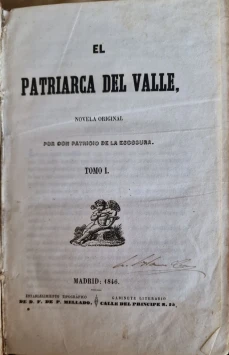 EL
PATRIARCA DEL VALLE,
NOVELA ORIGINAL
POR DON PATRICIO DE LA ESCOSURA.
TOMO I.
MADRID; 1846.
ESTABLECIMIENTO TIPOGRAFICO
DE D. F. DE P. MELLADO.
GABINETE LITERARIO
CALLE DEL PRINCIPE N. 25